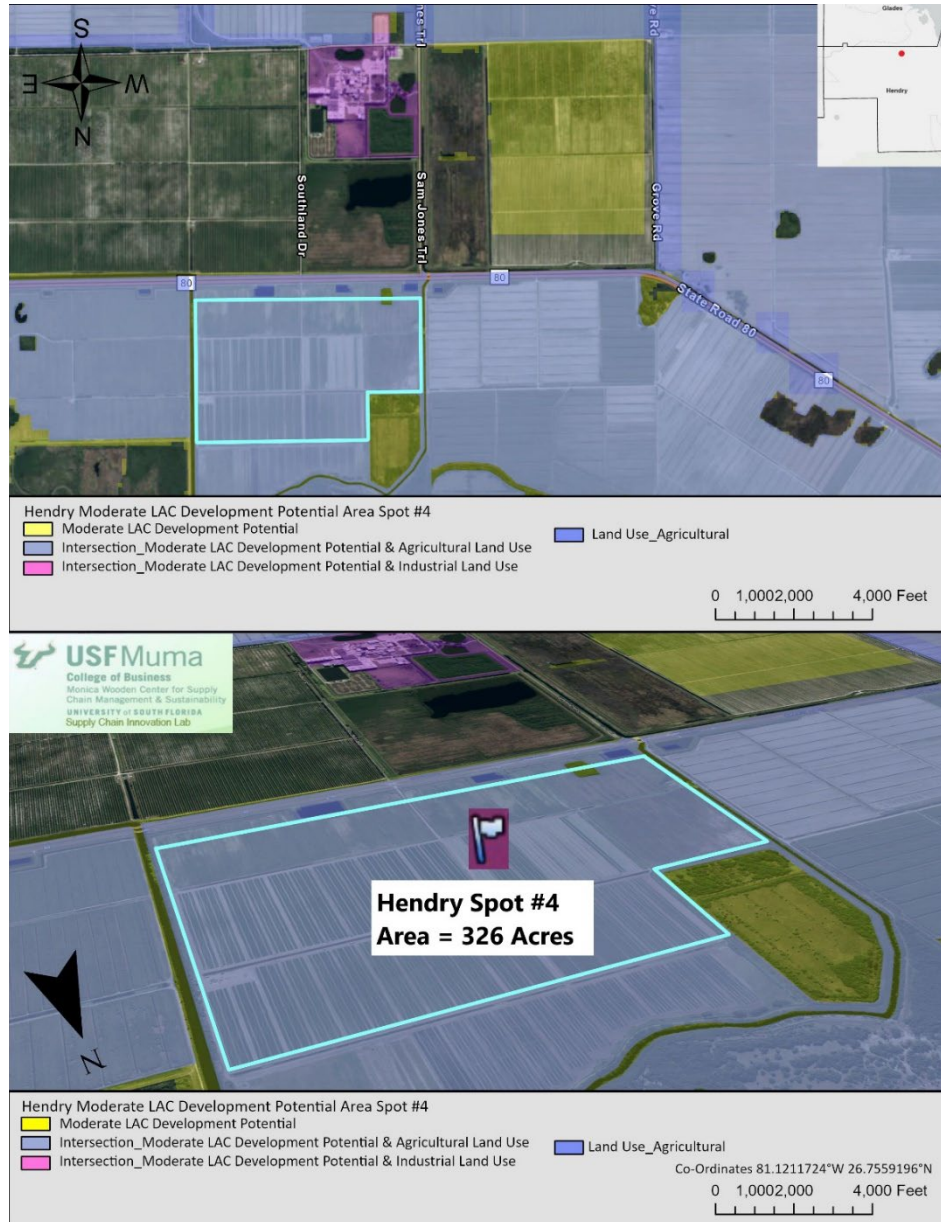 Glades
Hendry
S
E W
N
nes Trl
ve Rd
Southland Dr
Sam Jones Trl
Grove Rd
80
80
State Road 80
80
Hendry Moderate LAC Development Potential Area Spot #4
Moderate LAC Development Potential
Intersection_Moderate LAC Development Potential & Agricultural Land Use
Intersection_Moderate LAC Development Potential & Industrial Land Use
Land Use_Agricultural
0 1,0002,000 4,000 Feet
USF Muma
College of Business
Monica Wooden Center for Supply
Chain Management & Sustainability
UNIVERSITY of SOUTH FLORIDA
Supply Chain Innovation Lab
Hendry Spot #4
Area = 326 Acres
N
Hendry Moderate LAC Development Potential Area Spot #4
Moderate LAC Development Potential
Intersection_Moderate LAC Development Potential & Agricultural Land Use
Intersection_Moderate LAC Development Potential & Industrial Land Use
Land Use_Agricultural
Co-Ordinates 81.1211724°W 26.7559196°N
0 1,0002,000 4,000 Feet